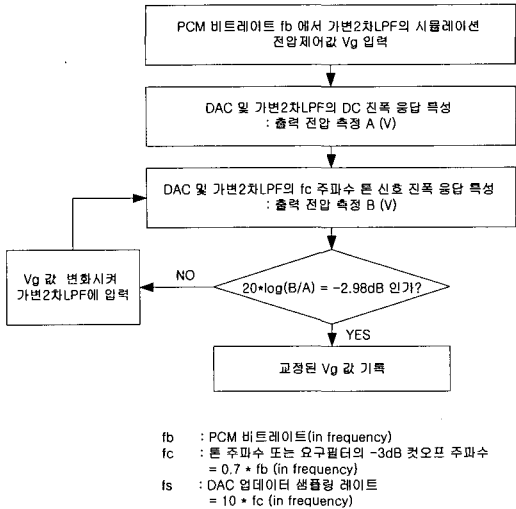 PCM 비트레이트 fb 에서 가변2차LPF의 시뮬레이션
전압제어값 Vg 입력
DAC 및 가변2차LPF의 DC 진폭 응답 특성
: 출력 전압 측정 A (V)
DAC 및 가변2차LPF의 fc 주파수 톤 신호 진폭 응답 특성
: 출력 전압 측정 B (V)
Vg 값 변화시켜
가변2차LPF에 입력
NO
20*log(B/A) = -2.98dB 인가?
YES
교정된 Vg 값 기록
fb : PCM 비트레이트(in frequency)
fc : 톤 주파수 또는 요구필터의 -3dB 컷오프 주파수
= 0.7 * fb (in frequency)
fs : DAC 업데이터 샘플링 레이트
= 10 * fc (in frequency)